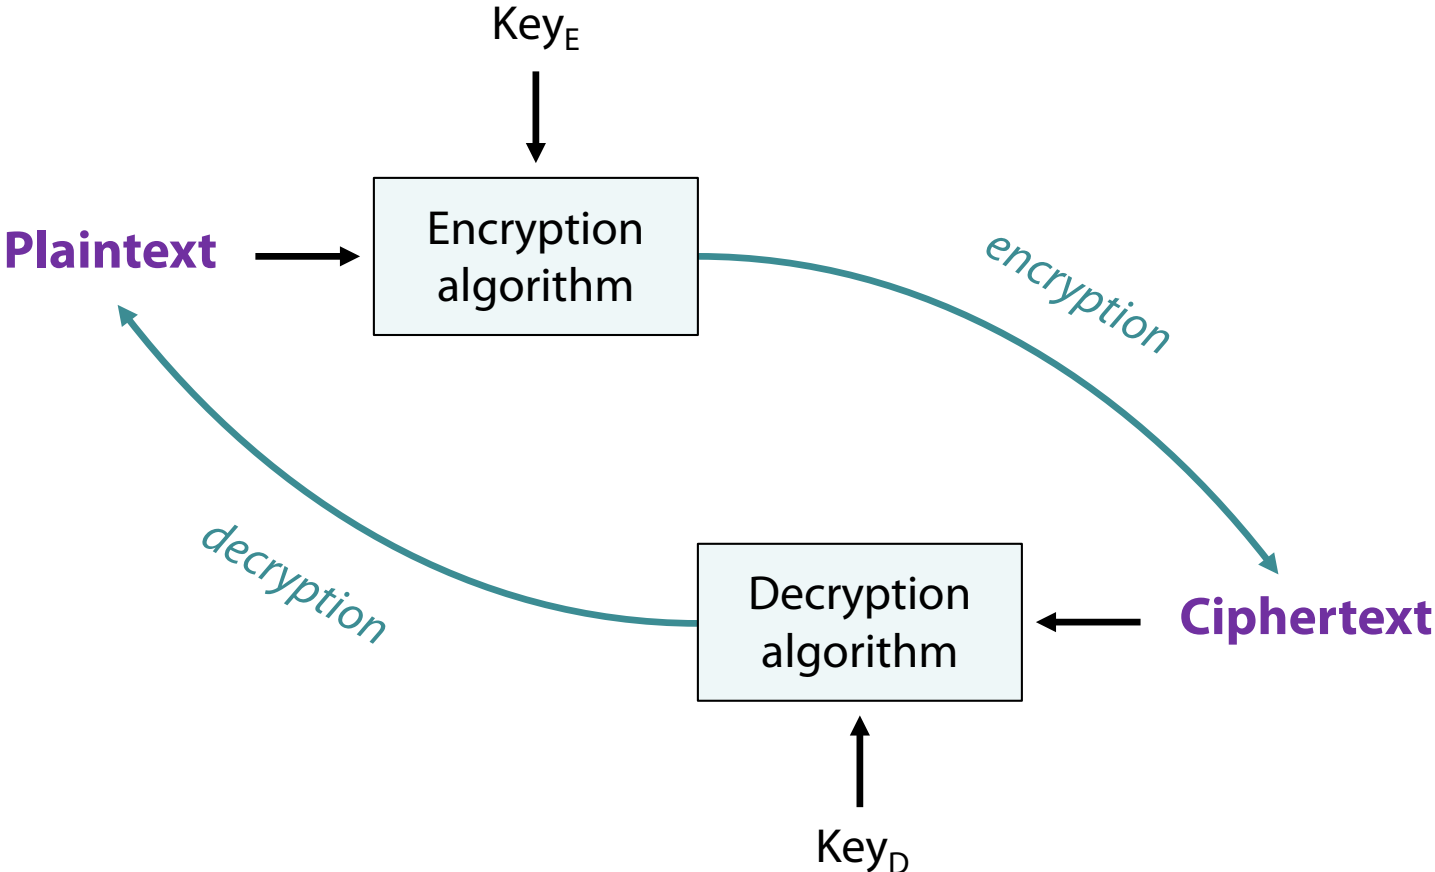 Key_E
Plaintext
Encryption
algorithm
encryption
decryption
Decryption
algorithm
Ciphertext
Key_D